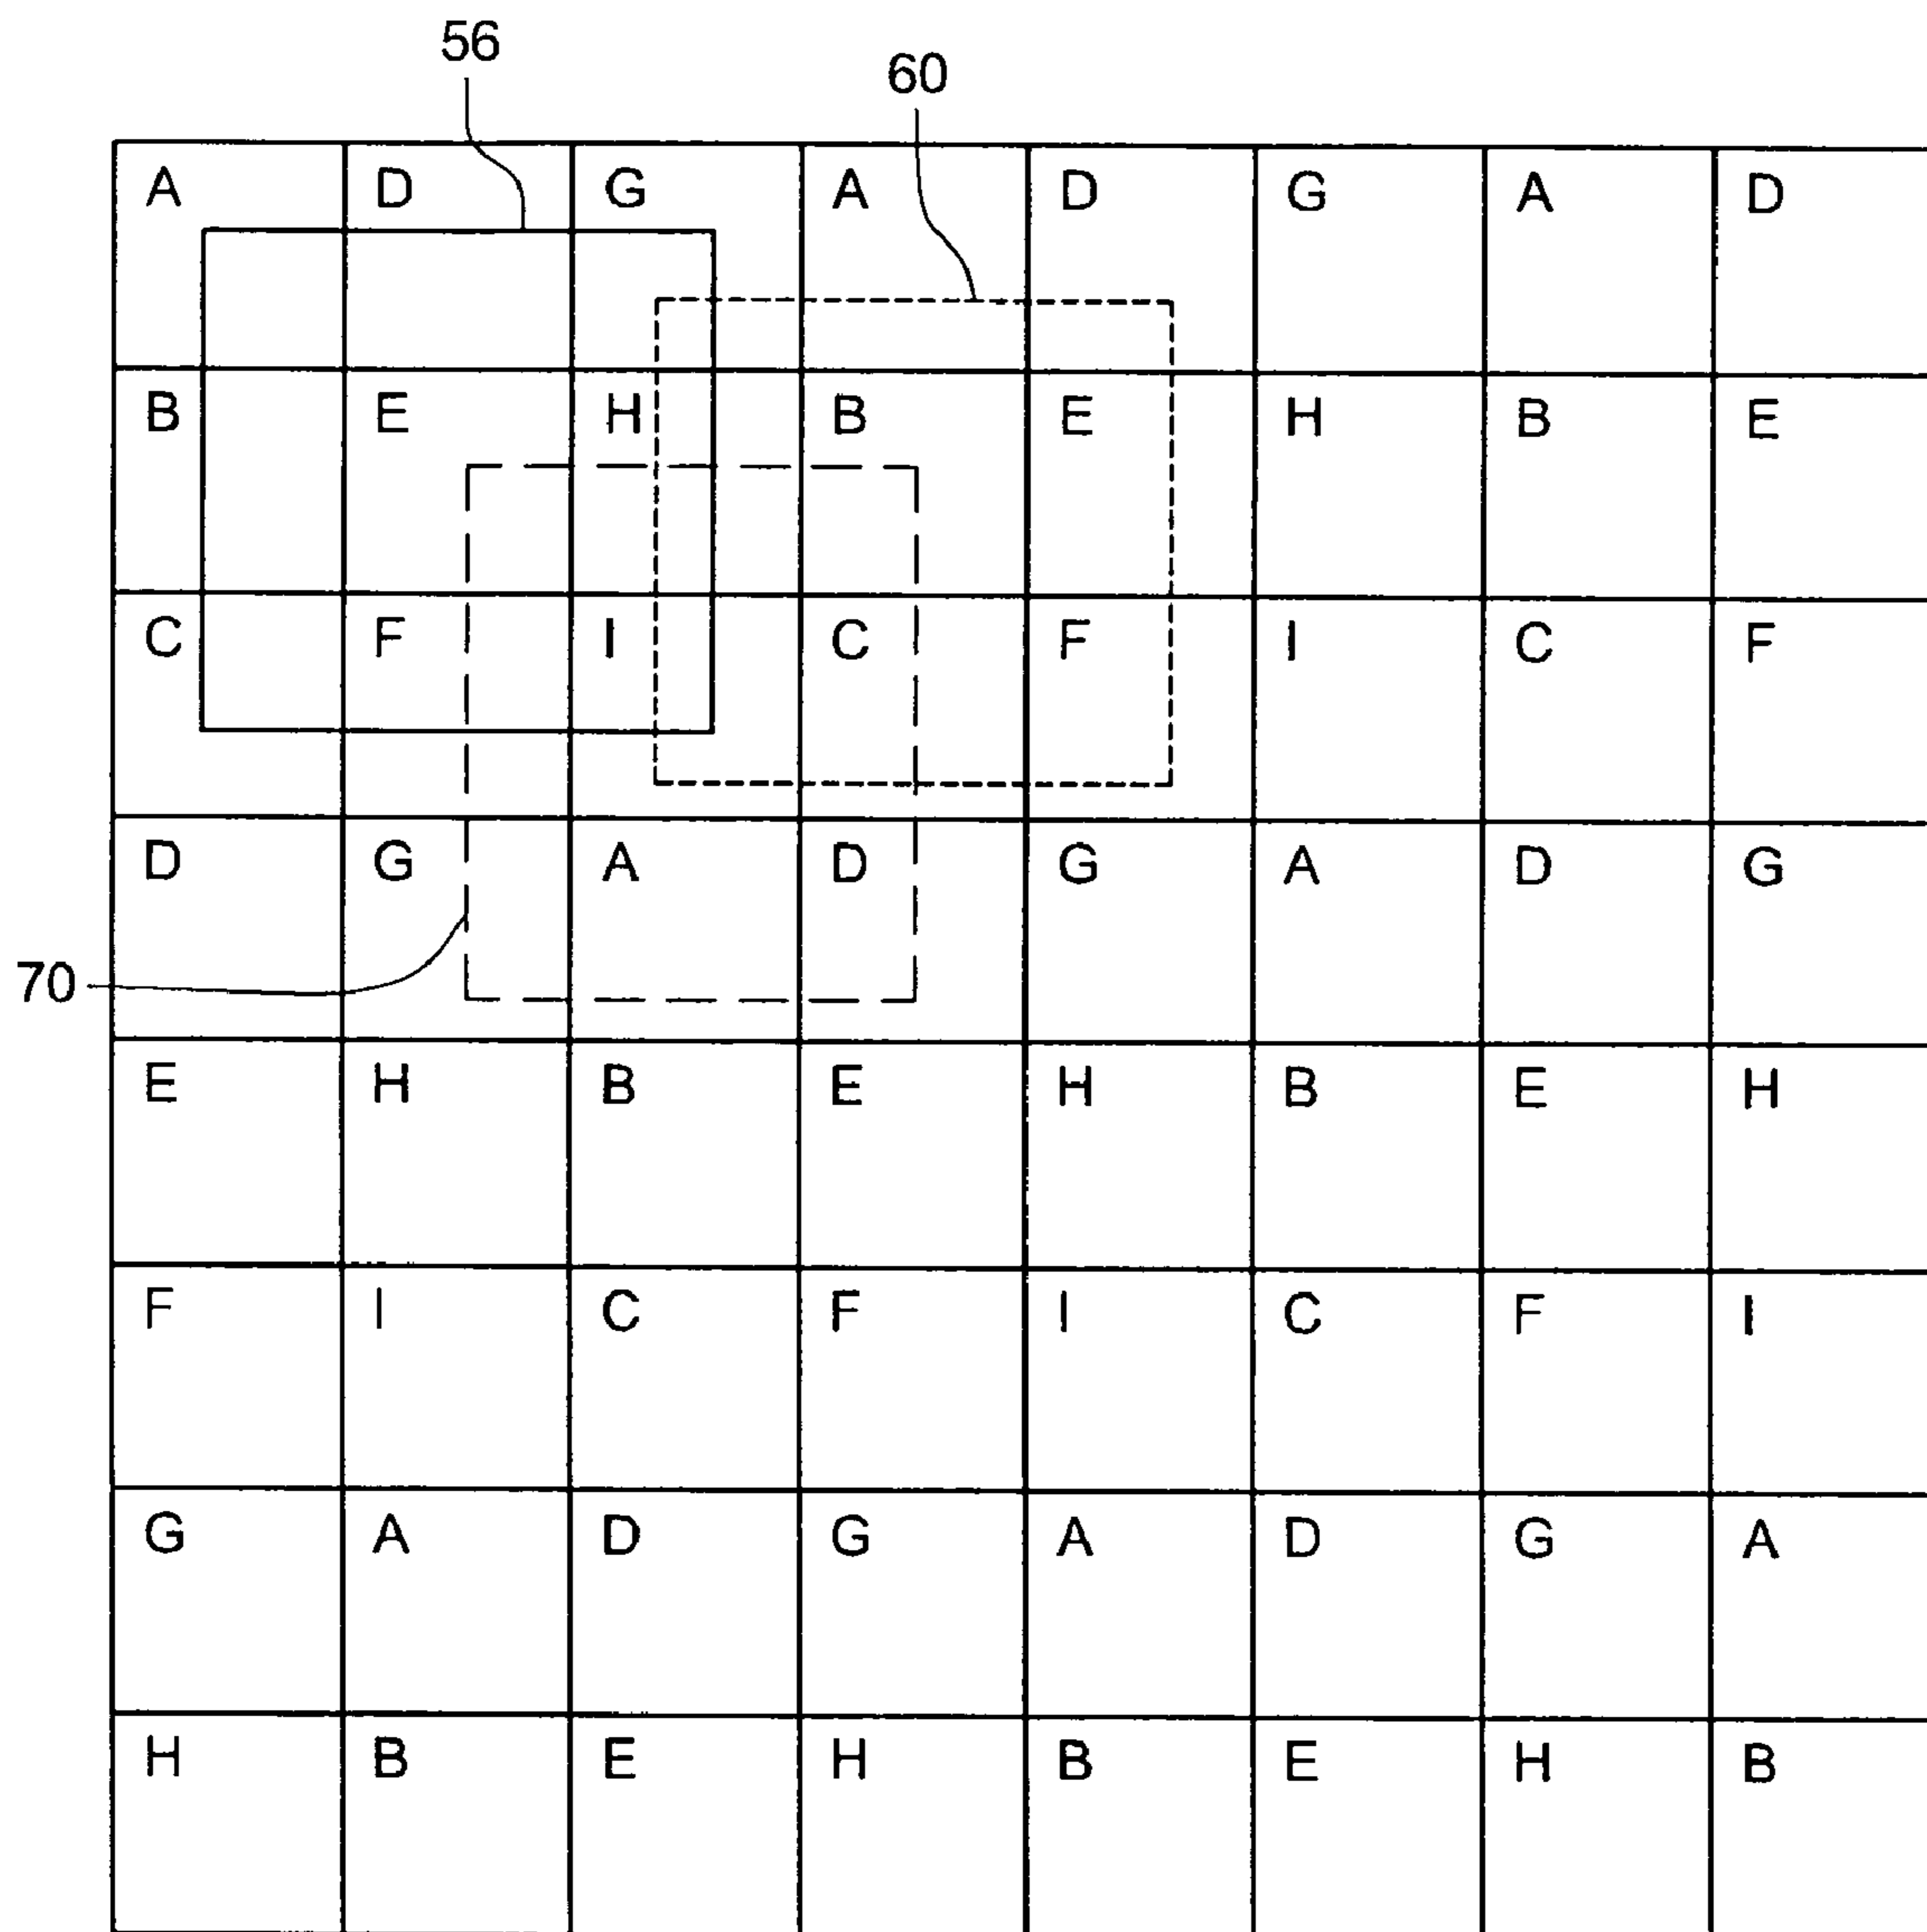 56
60
A D G A D G A D
B E H B E H B E
C F I C F I C F
D G A D G A D G
70
E H B E H B E H
F I C F I C F I
G A D G A D G A
H B E H B E H B